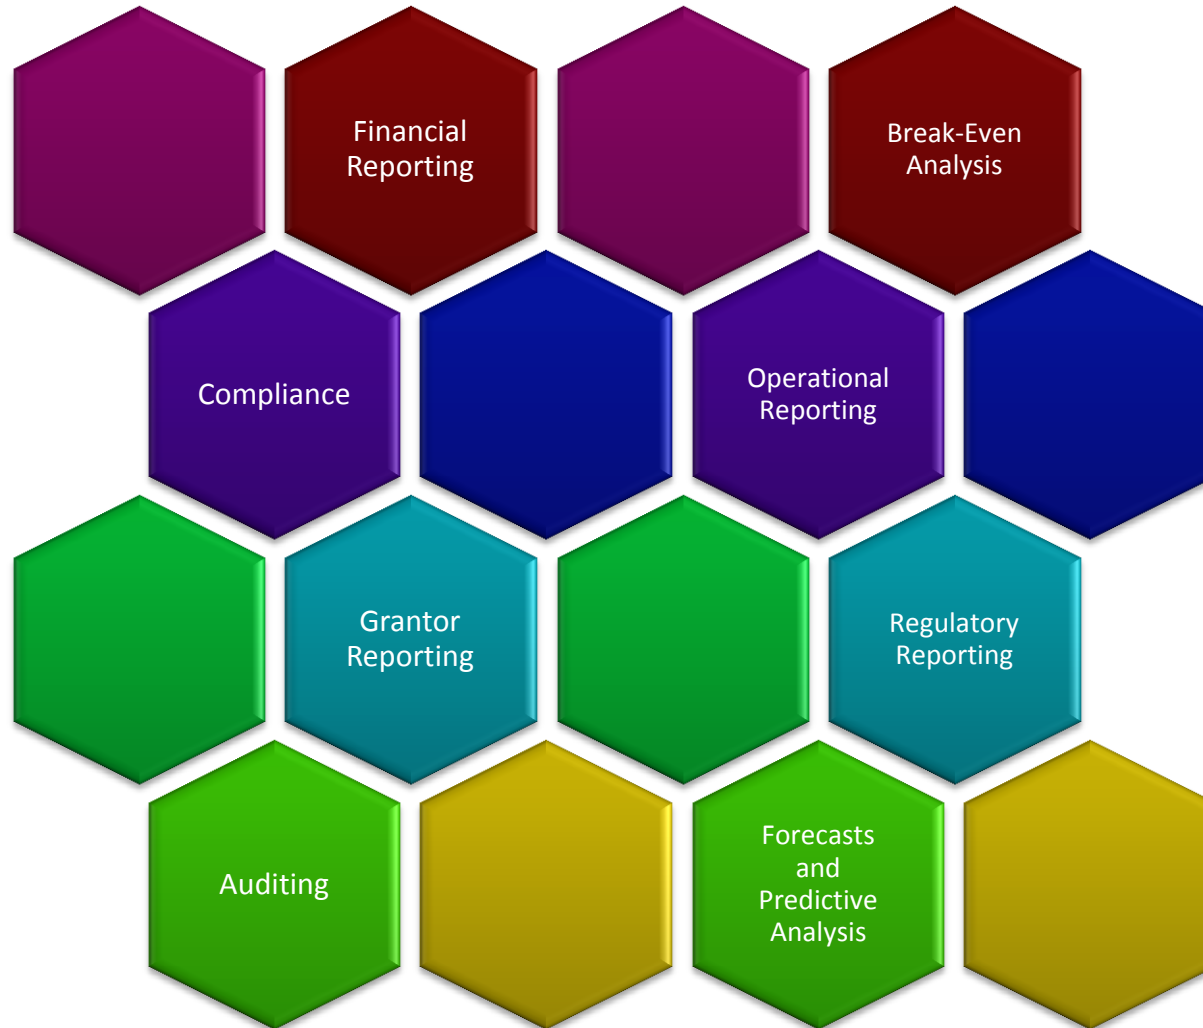 Financial
Reporting
Break-Even
Analysis
Compliance
Operational
Reporting
Grantor
Reporting
Regulatory
Reporting
Auditing
Forecasts
and
Predictive
Analysis